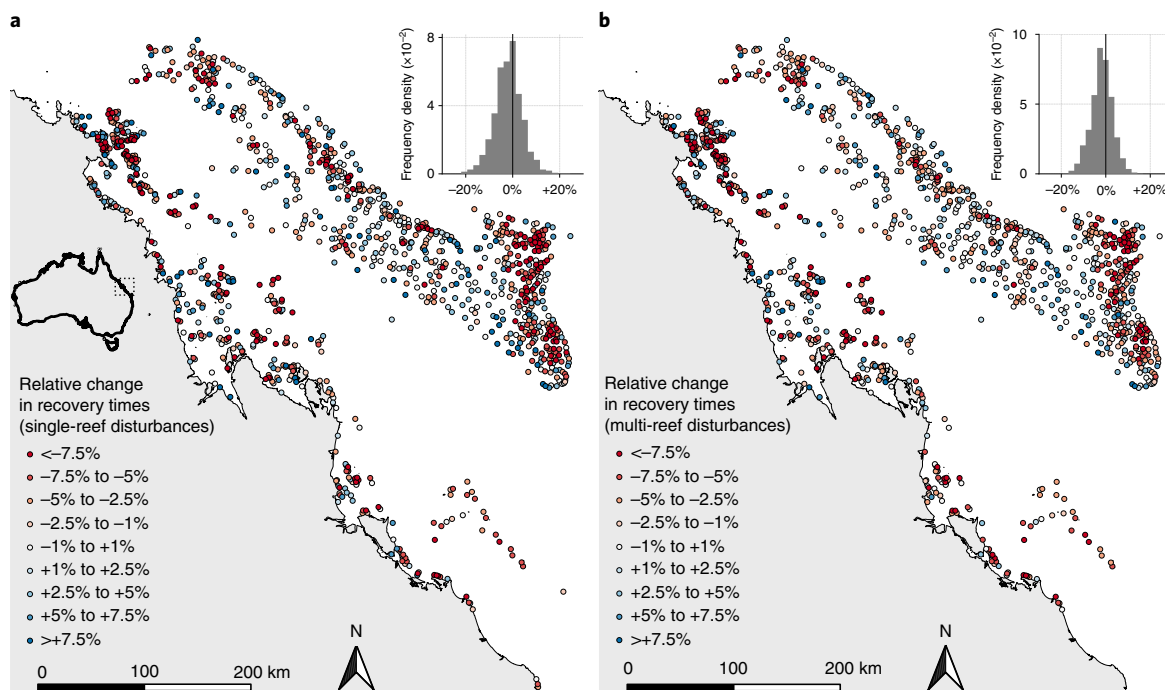 a
Frequency density (×10⁻²)
8
4
0
–20%
0%
+20%
Relative change
in recovery times
(single-reef disturbances)
<–7.5%
–7.5% to –5%
–5% to –2.5%
–2.5% to –1%
–1% to +1%
+1% to +2.5%
+2.5% to +5%
+5% to +7.5%
>+7.5%
N
0
100
200 km
b
Frequency density (×10⁻²)
10
5
0
–20%
0%
+20%
Relative change
in recovery times
(multi-reef disturbances)
<–7.5%
–7.5% to –5%
–5% to –2.5%
–2.5% to –1%
–1% to +1%
+1% to +2.5%
+2.5% to +5%
+5% to +7.5%
>+7.5%
N
0
100
200 km